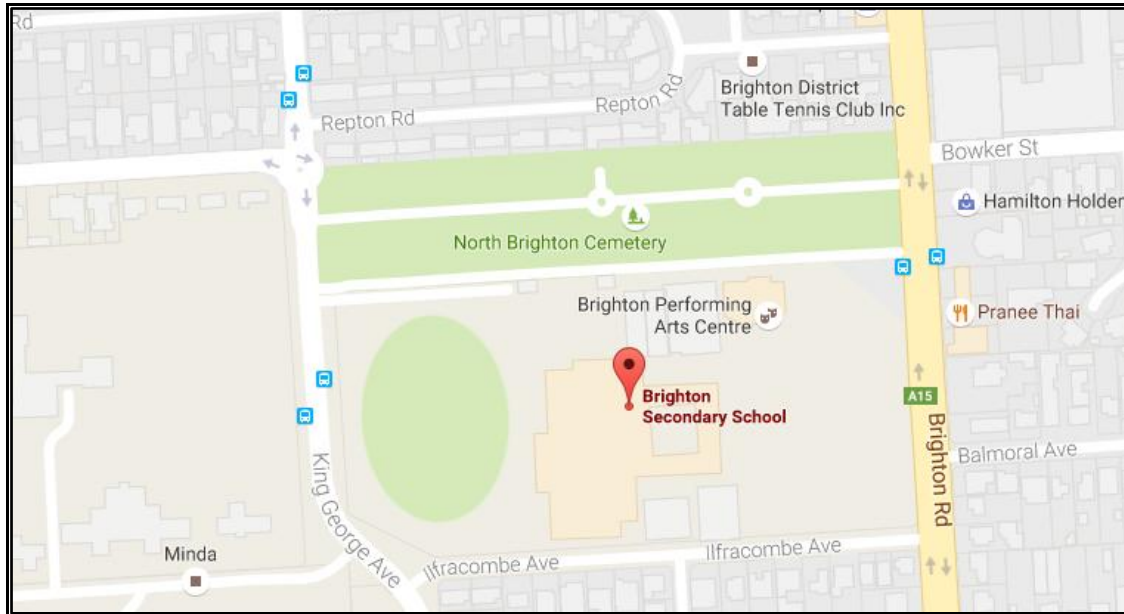 Rd
Brighton District
Table Tennis Club Inc
Repton Rd
Repton Rd
Bowker St
Hamilton Holden
North Brighton Cemetery
Brighton Performing
Arts Centre
Pranee Thai
Brighton
Secondary School
A15
Brighton Rd
Balmoral Ave
King George Ave
Ilfracombe Ave
Ilfracombe Ave
Minda